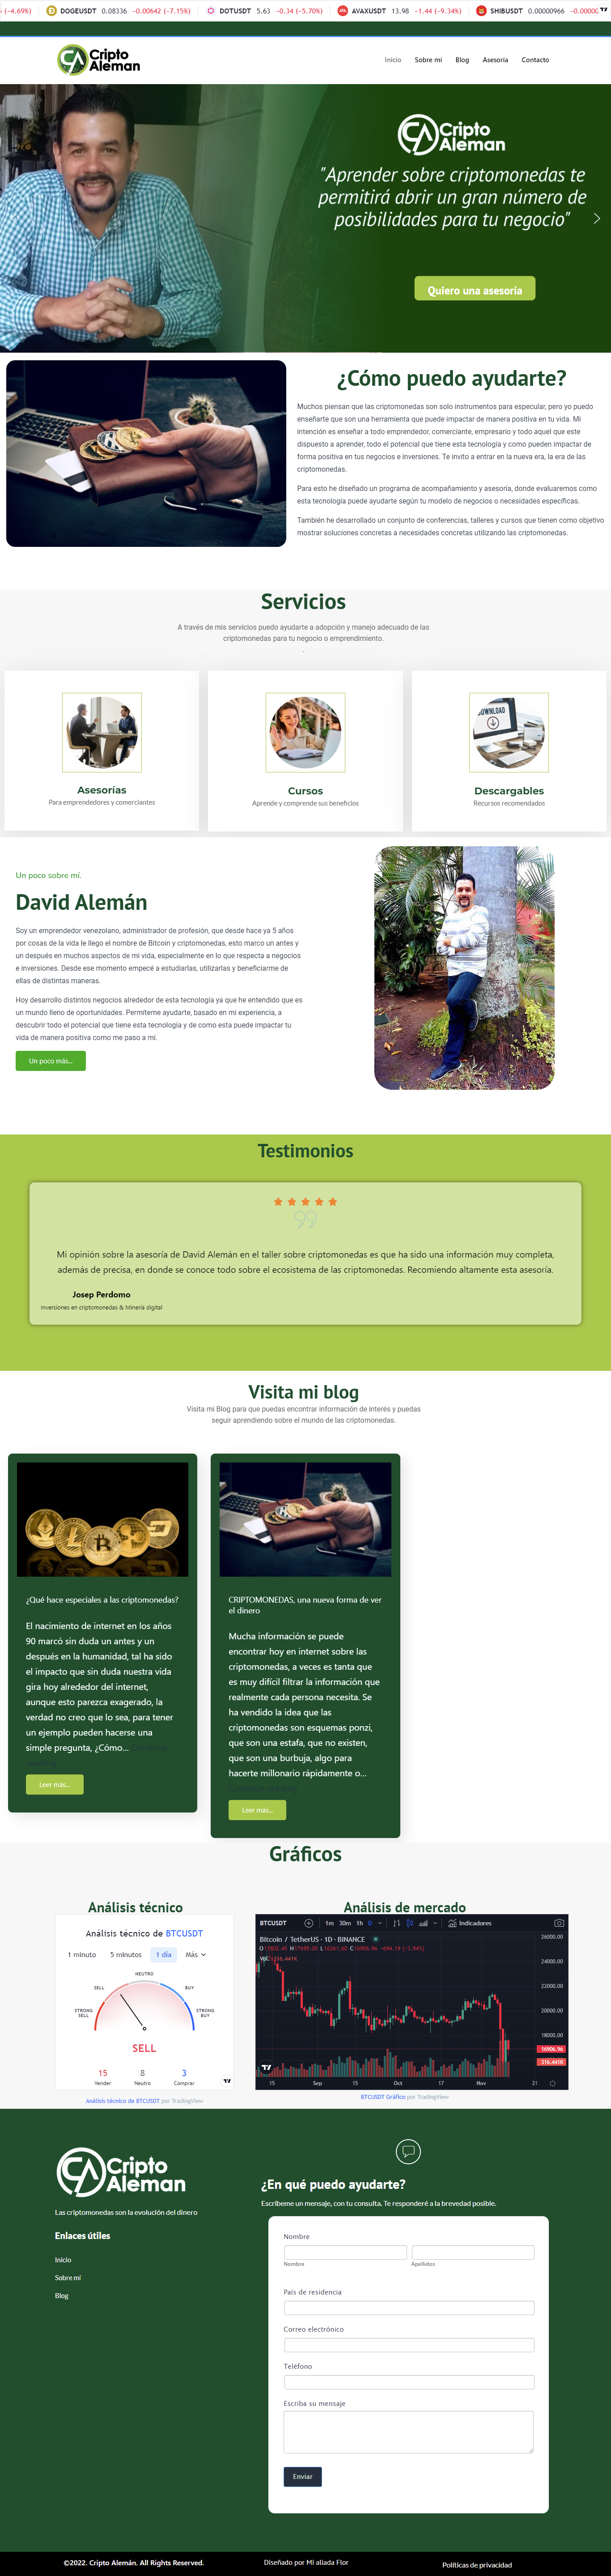 (−4.69%) DOGEUSDT 0.08336 −0.00642 (−7.15%) DOTUSDT 5.63 −0.34 (−5.70%) AVAXUSDT 13.98 −1.44 (−9.34%) SHIBUSDT 0.00000966
Cripto Aleman
Inicio Sobre mí Blog Asesoría Contacto
Cripto Aleman
"Aprender sobre criptomonedas te
permitirá abrir un gran número de
posibilidades para tu negocio"
Quiero una asesoría
¿Cómo puedo ayudarte?
Muchos piensan que las criptomonedas son solo instrumentos para especular, pero yo puedo
enseñarte que son una herramienta que puede impactar de manera positiva en tu vida. Mi
intención es enseñar a todo emprendedor, comerciante, empresario y todo aquel que este
dispuesto a aprender, todo el potencial que tiene esta tecnología y como pueden impactar de
forma positiva en tus negocios e inversiones. Te invito a entrar en la nueva era, la era de las
criptomonedas.
Para esto he diseñado un programa de acompañamiento y asesoría, donde evaluaremos como
esta tecnología puede ayudarte según tu modelo de negocios o necesidades específicas.
También he desarrollado un conjunto de conferencias, talleres y cursos que tienen como objetivo
mostrar soluciones concretas a necesidades concretas utilizando las criptomonedas.
Servicios
A través de mis servicios puedo ayudarte a adopción y manejo adecuado de las
criptomonedas para tu negocio o emprendimiento.
.
DOWNLOAD
Asesorías
Para emprendedores y comerciantes
Cursos
Aprende y comprende sus beneficios
Descargables
Recursos recomendados
Un poco sobre mí.
David Alemán
Soy un emprendedor venezolano, administrador de profesión, que desde hace ya 5 años
por cosas de la vida le llego el nombre de Bitcoin y criptomonedas, esto marco un antes y
un después en muchos aspectos de mi vida, especialmente en lo que respecta a negocios
e inversiones. Desde ese momento empecé a estudiarlas, utilizarlas y beneficiarme de
ellas de distintas maneras.
Hoy desarrollo distintos negocios alrededor de esta tecnología ya que he entendido que es
un mundo lleno de oportunidades. Permíteme ayudarte, basado en mi experiencia, a
descubrir todo el potencial que tiene esta tecnología y de como esta puede impactar tu
vida de manera positiva como me paso a mí.
Un poco más...
Testimonios
Mi opinión sobre la asesoría de David Alemán en el taller sobre criptomonedas es que ha sido una información muy completa,
además de precisa, en donde se conoce todo sobre el ecosistema de las criptomonedas. Recomiendo altamente esta asesoría.
Josep Perdomo
Inversiones en criptomonedas & Minería digital
Visita mi blog
Visita mi Blog para que puedas encontrar información de interés y puedas
seguir aprendiendo sobre el mundo de las criptomonedas.
¿Qué hace especiales a las criptomonedas?
El nacimiento de internet en los años
90 marcó sin duda un antes y un
después en la humanidad, tal ha sido
el impacto que sin duda nuestra vida
gira hoy alrededor del internet,
aunque esto parezca exagerado, la
verdad no creo que lo sea, para tener
un ejemplo pueden hacerse una
simple pregunta, ¿Cómo… Continue
reading
Leer más...
CRIPTOMONEDAS, una nueva forma de ver
el dinero
Mucha información se puede
encontrar hoy en internet sobre las
criptomonedas, a veces es tanta que
es muy difícil filtrar la información que
realmente cada persona necesita. Se
ha vendido la idea que las
criptomonedas son esquemas ponzi,
que son una estafa, que no existen,
que son una burbuja, algo para
hacerte millonario rápidamente o…
Continue reading
Leer más...
Gráficos
Análisis técnico
Análisis técnico de BTCUSDT
1 minuto 5 minutos 1 día Más
NEUTRO
SELL BUY
STRONG SELL STRONG BUY
SELL
15 8 3
Vender Neutro Comprar
Análisis técnico de BTCUSDT por TradingView
Análisis de mercado
BTCUSDT 1m 30m 1h D Indicadores
Bitcoin / TetherUS · 1D · BINANCE
Vol 316.441K
26000.00
24000.00
22000.00
20000.00
18000.00
16906.96
316.441K
15 Sep 15 Oct 17 Nov 21
BTCUSDT Gráfico por TradingView
Cripto Aleman
Las criptomonedas son la evolución del dinero
Enlaces útiles
Inicio
Sobre mí
Blog
¿En qué puedo ayudarte?
Escríbeme un mensaje, con tu consulta. Te responderé a la brevedad posible.
Nombre
Nombre Apellidos
País de residencia
Correo electrónico
Teléfono
Escriba su mensaje
Enviar
©2022. Cripto Alemán. All Rights Reserved. Diseñado por Mi aliada Flor Políticas de privacidad